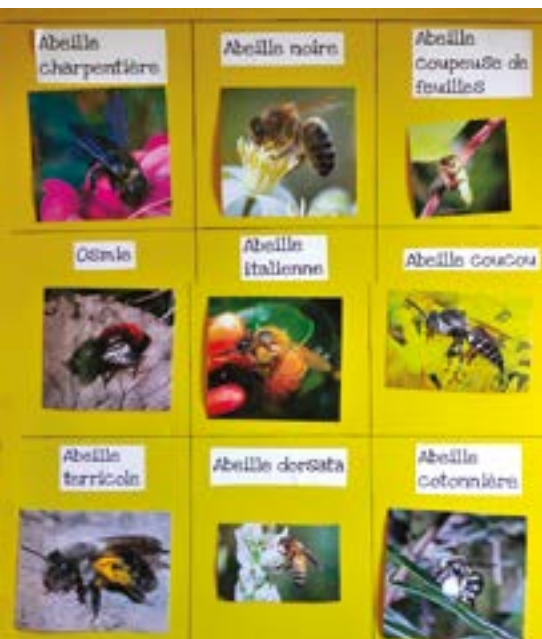 Abeille
charpentière
Abeille noire
Abeille
coupeuse de
feuilles
Osmie
Abeille
italienne
Abeille coucou
Abeille
terricole
Abeille dorsata
Abeille
cotonnière